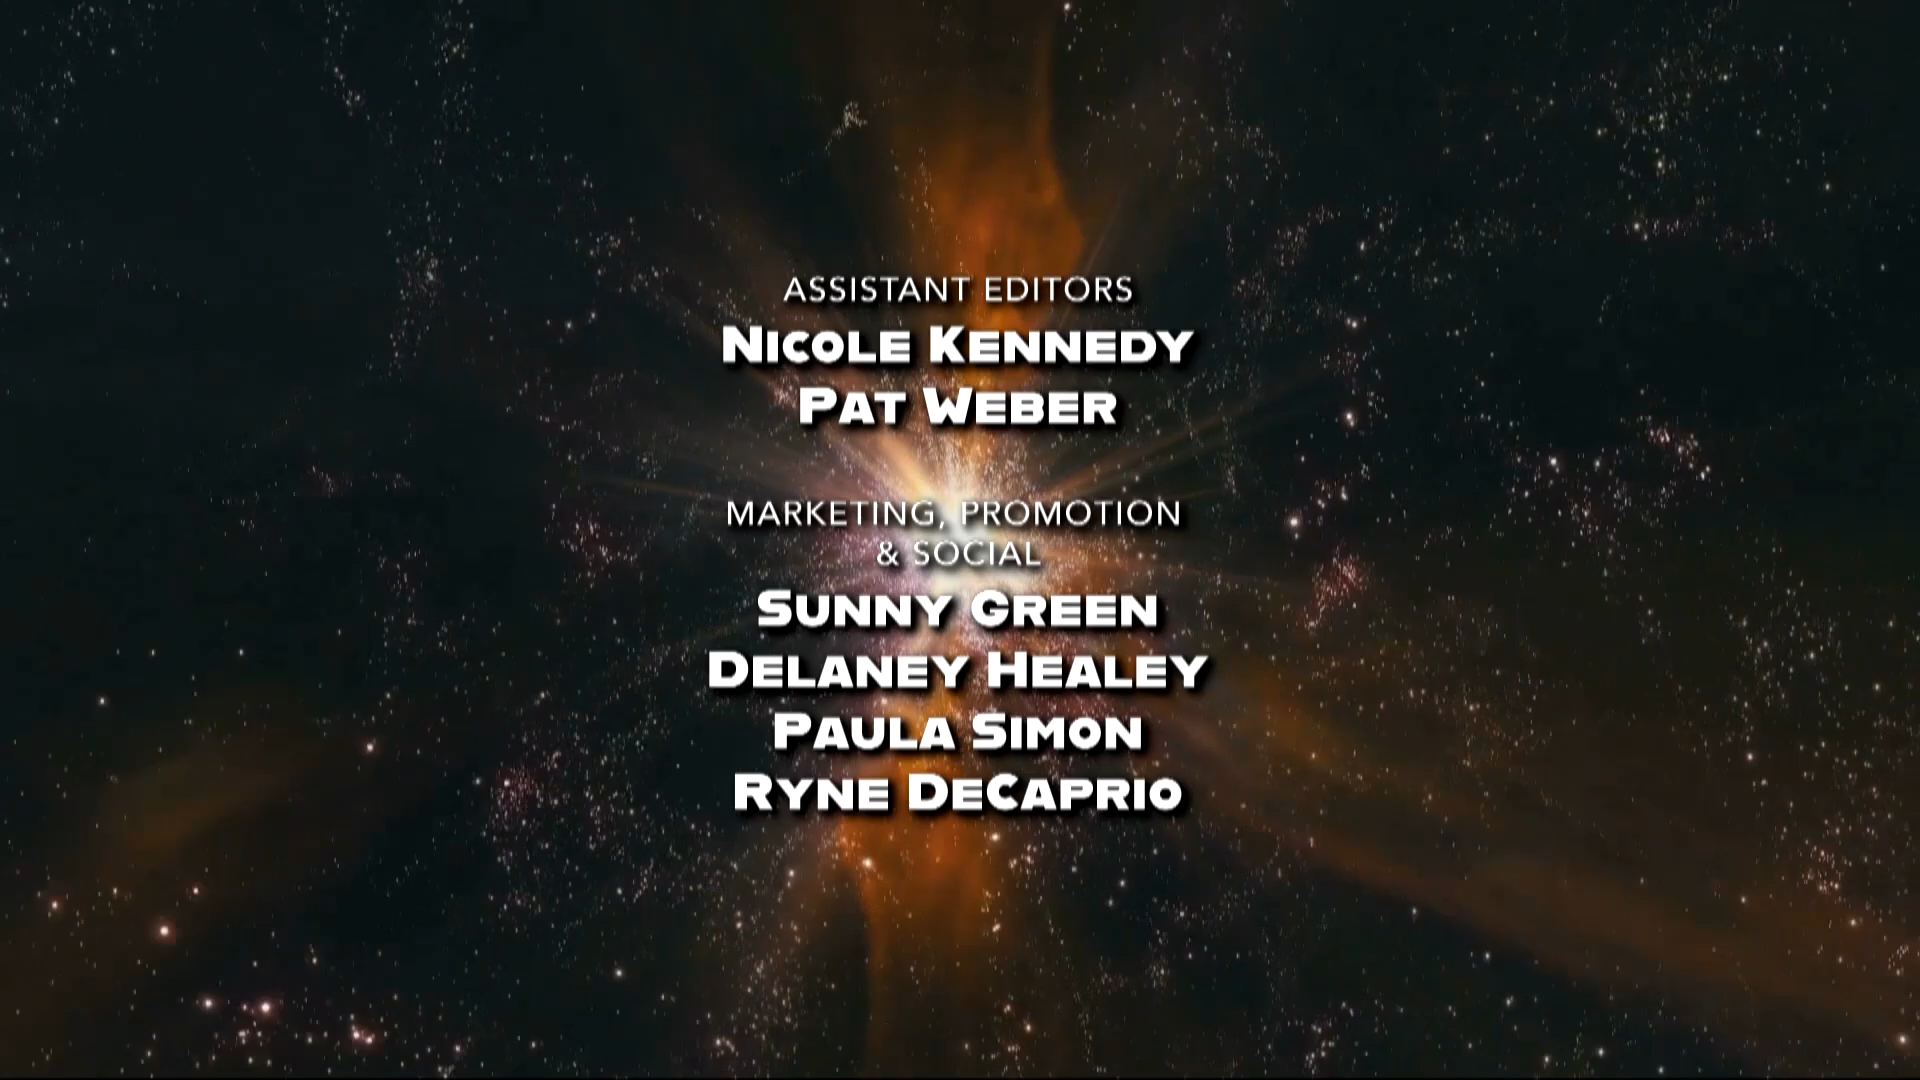 ASSISTANT EDITORS
NICOLE KENNEDY
PAT WEBER
MARKETING, PROMOTION
& SOCIAL
SUNNY GREEN
DELANEY HEALEY
PAULA SIMON
RYNE DECAPRIO